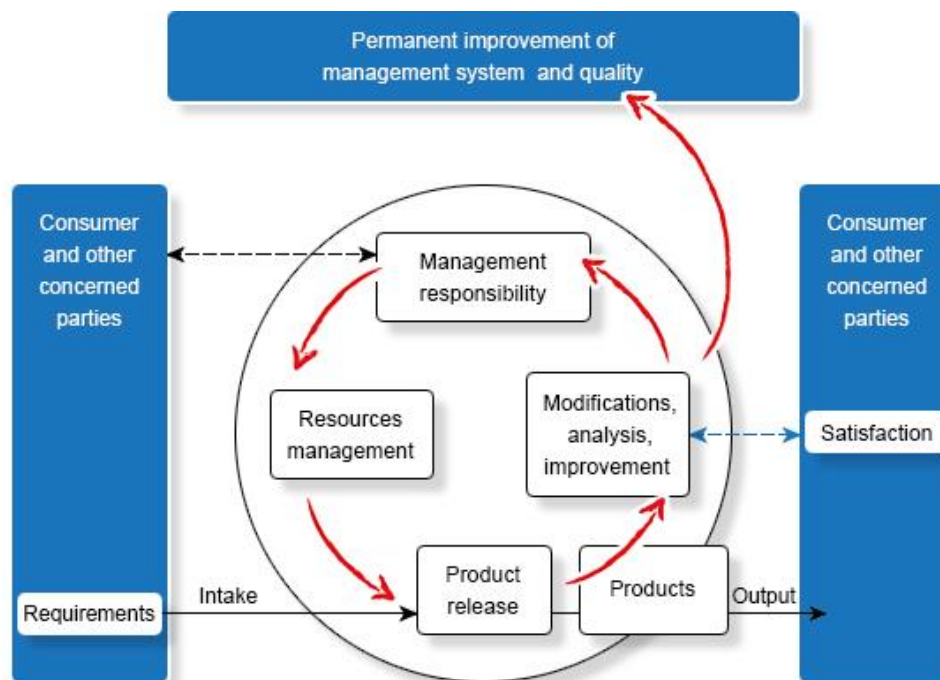 Permanent improvement of
management system and quality
Consumer
and other
concerned
parties
Management
responsibility
Consumer
and other
concerned
parties
Resources
management
Modifications,
analysis,
improvement
Satisfaction
Requirements
Intake
Product
release
Products
Output